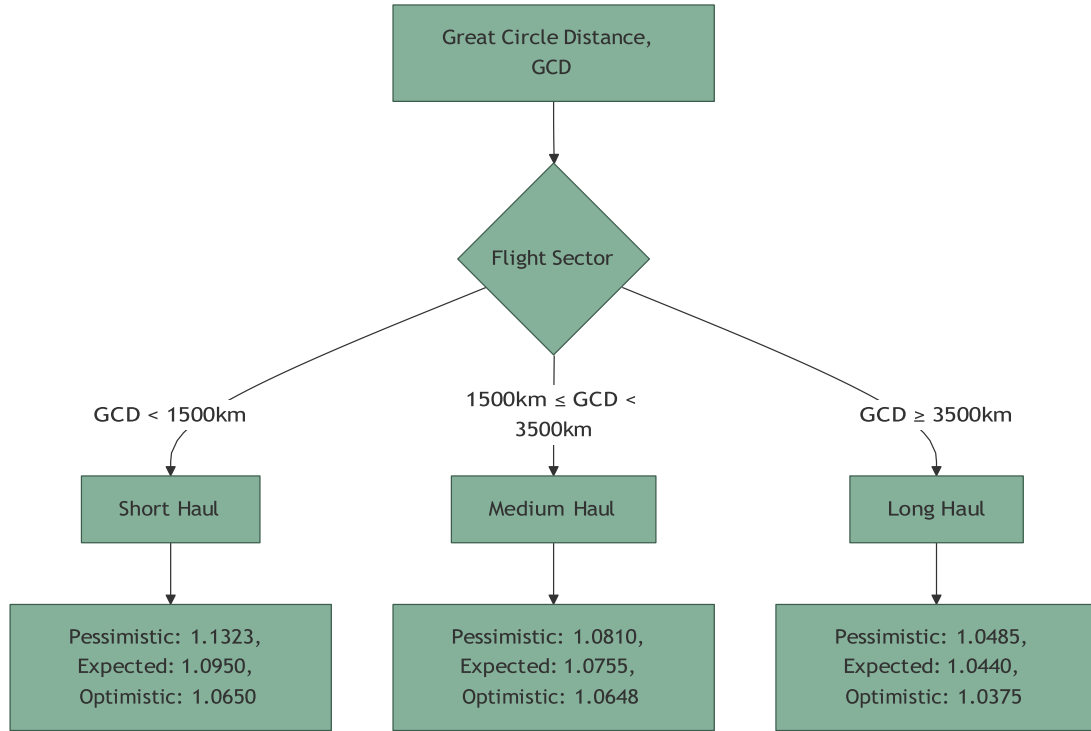 Great Circle Distance,
GCD
Flight Sector
GCD < 1500km
1500km ≤ GCD <
3500km
GCD ≥ 3500km
Short Haul
Medium Haul
Long Haul
Pessimistic: 1.1323,
Expected: 1.0950,
Optimistic: 1.0650
Pessimistic: 1.0810,
Expected: 1.0755,
Optimistic: 1.0648
Pessimistic: 1.0485,
Expected: 1.0440,
Optimistic: 1.0375